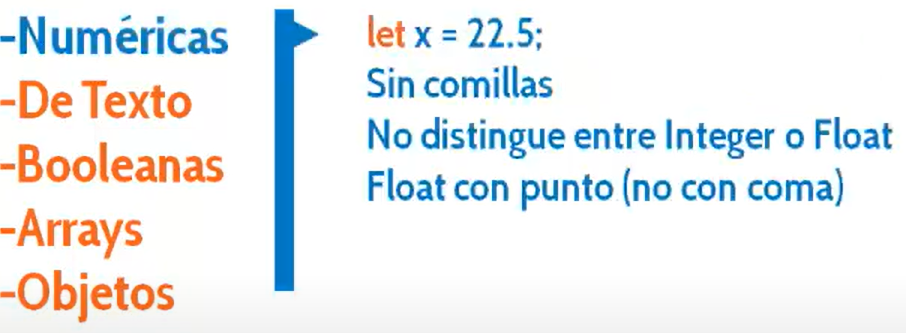 -Numéricas
-De Texto
-Booleanas
-Arrays
-Objetos
let x = 22.5;
Sin comillas
No distingue entre Integer o Float
Float con punto (no con coma)